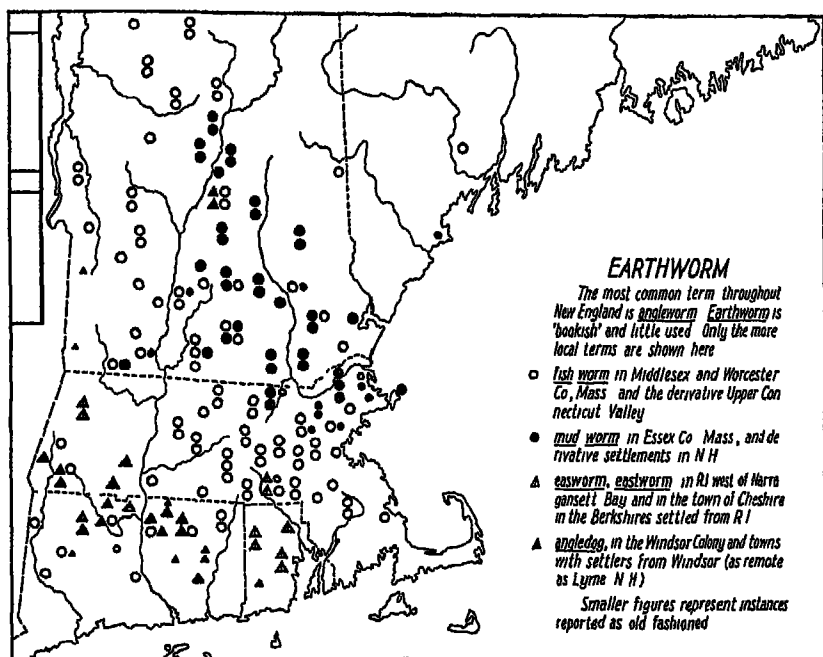 EARTHWORM
The most common term throughout
New England is angleworm Earthworm is
'bookish' and little used Only the more
local terms are shown here
fish worm in Middlesex and Worcester
Co, Mass and the derivative Upper Con
necticut Valley
mud worm in Essex Co Mass, and de
rivative settlements in N H
easworm, eastworm in R I west of Narra
gansett Bay and in the town of Cheshire
in the Berkshires settled from R I
angledog, in the Windsor Colony and towns
with settlers from Windsor (as remote
as Lyme N H)
Smaller figures represent instances
reported as old fashioned